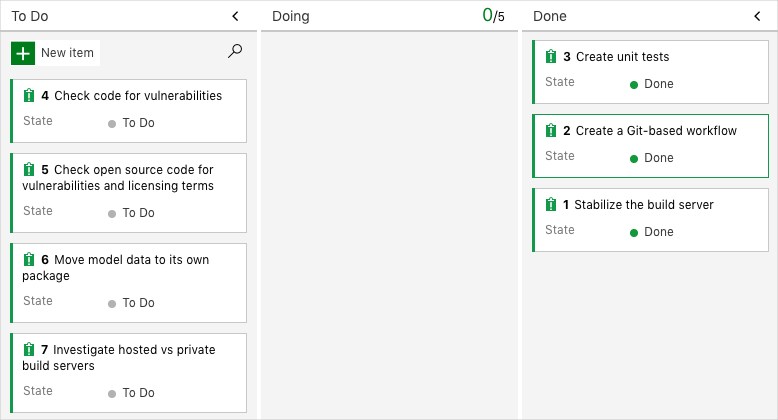 To Do
New item
4 Check code for vulnerabilities
State To Do
5 Check open source code for
vulnerabilities and licensing terms
State To Do
6 Move model data to its own
package
State To Do
7 Investigate hosted vs private
build servers
State To Do
Doing 0/5
Done
3 Create unit tests
State Done
2 Create a Git-based workflow
State Done
1 Stabilize the build server
State Done